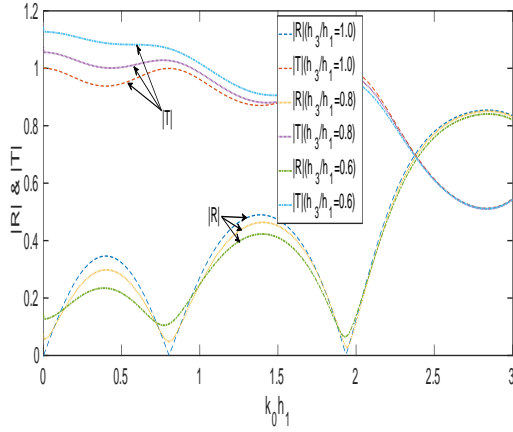 |R| & |T|
1.2
1
0.8
0.6
0.4
0.2
0
|T|
|R|
|R|(h3/h1=1.0)
|T|(h3/h1=1.0)
|R|(h3/h1=0.8)
|T|(h3/h1=0.8)
|R|(h3/h1=0.6)
|T|(h3/h1=0.6)
0 0.5 1 1.5 2 2.5 3
k0h1